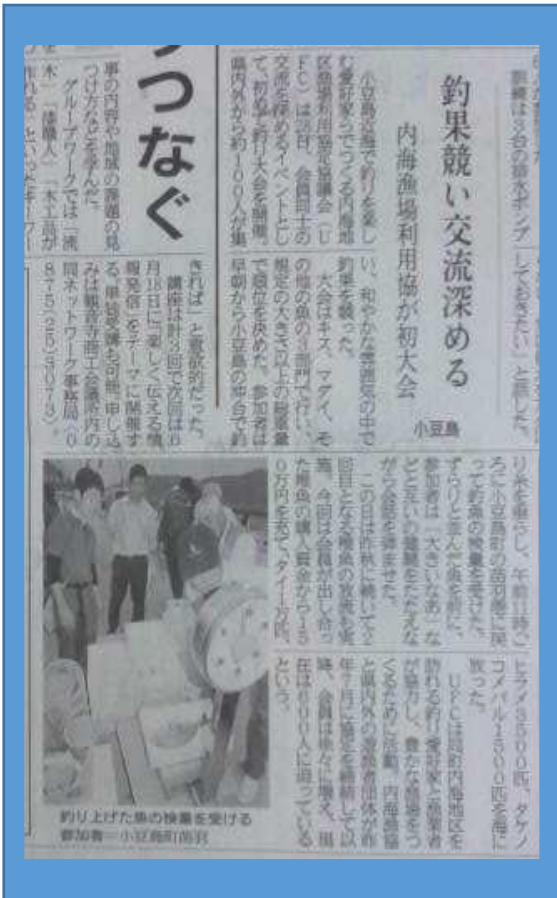 訓練は3台の排水ポンプ
しておきたい」と話した。
釣果競い交流深める
内海漁場利用協が初大会
小豆島
小豆島近海で釣りを楽し
む愛好家らでつくる内海地
区漁場利用協定協議会(U
FC)は28日、会員同士の
交流を深めるイベントとし
て、初めて釣り大会を開催。
県内外から約100人が集
い、和やかな雰囲気の中で
釣果を競った。
大会はキス、マダイ、そ
の他の魚の3部門で行い、
規定の大きさ以上の総重量
で順位を決めた。参加者は
早朝から小豆島の沖合で釣
り糸を垂らし、午前11時ご
ろに小豆島町の苗羽港に戻
って釣魚の検量を受けた。
ずらりと並んだ魚を前に、
参加者は「大きいなあ」な
どと互いの健闘をたたえな
がら会話を弾ませた。
この日は昨秋に続いて2
回目となる稚魚の放流も実
施。今回は会員が出し合っ
た稚魚の購入資金から15
0万円を充て、タイ1万匹、
ヒラメ3500匹、タケノ
コメバル1500匹を海に
放った。
UFCは同町内海地区を
訪れる釣り愛好家と漁業者
が協力し、豊かな漁場をつ
くるために活動。内海漁協
と県内外の遊漁者団体が昨
年7月に協定を締結して以
降、会員は徐々に増え、現
在は600人に迫っている
という。
釣り上げた魚の検量を受ける
参加者=小豆島町苗羽
つなぐ
事の内容や地域の課題の見
つけ方などを学んだ。
グループワークでは「流
木」「漆職人」「木工品が
作れる」といったキーワー
きれば」と意欲的だった。
講座は計3回で次回は6
月18日に「楽しく伝える情
報発信」をテーマに開催す
る。単独受講も可能。申し込
みは観音寺商工会議所内の
同ネットワーク事務局(0
875(25)3073)。